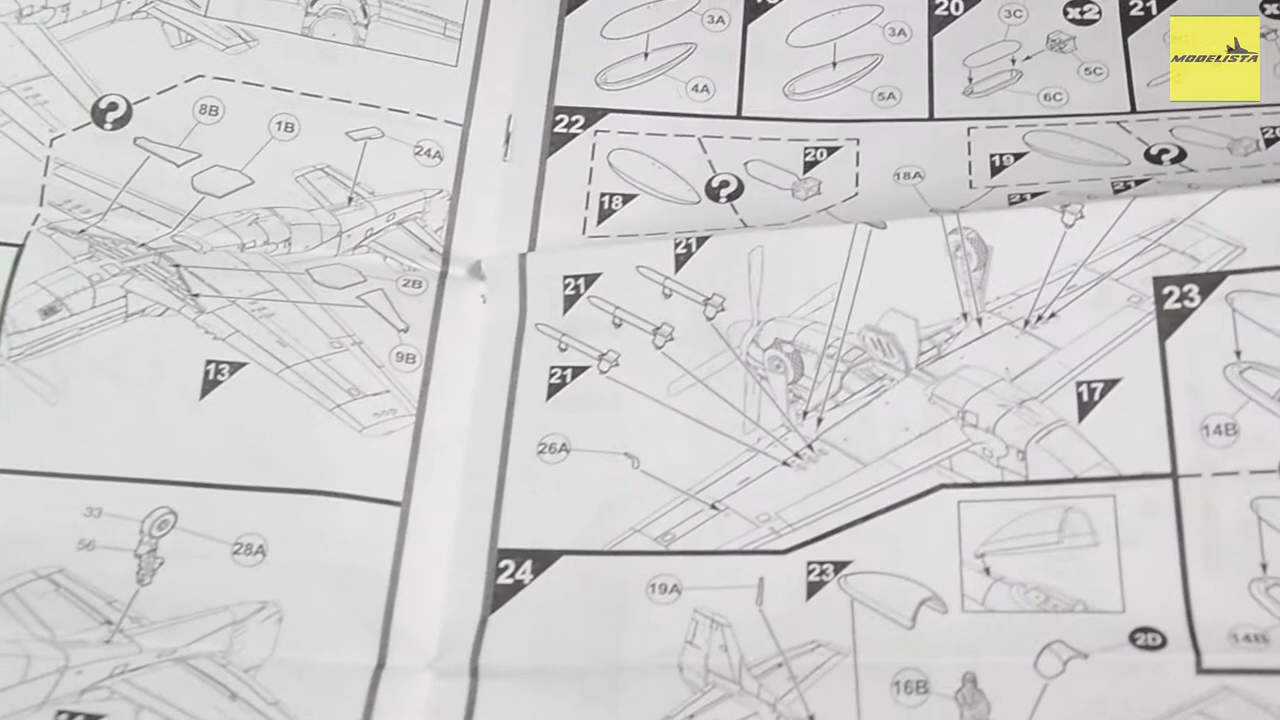 ?
8B
1B
24A
2B
9B
13
33
56
28A
3A
4A
3A
5A
20
3C
x2
5C
6C
21
MODELISTA
22
18
?
20
18A
19
?
21
21
21
21
21
26A
17
23
14B
24
19A
23
2D
16B
14B